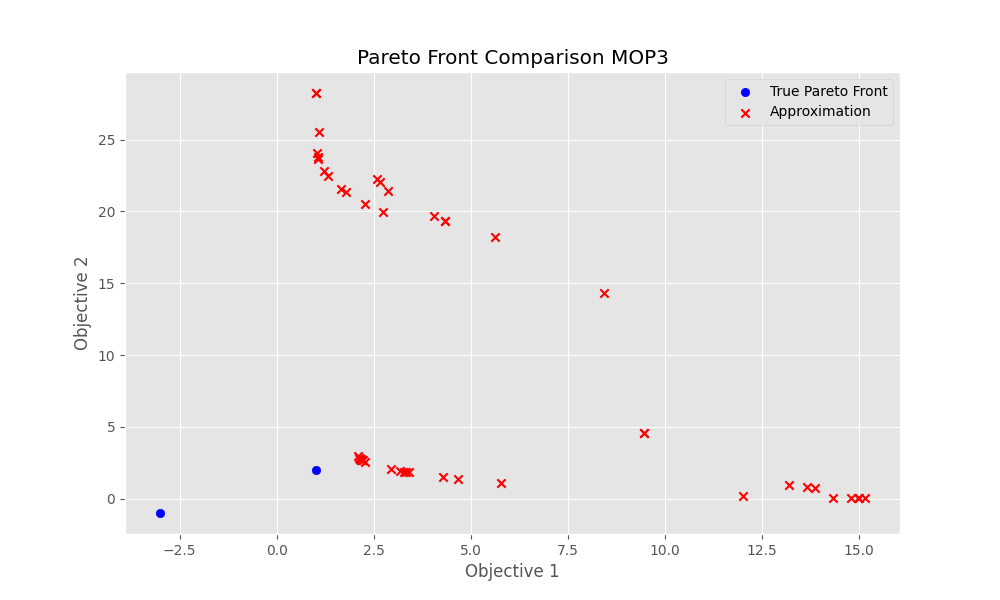 Pareto Front Comparison MOP3
True Pareto Front
Approximation
Objective 2
25
20
15
10
5
0
−2.5 0.0 2.5 5.0 7.5 10.0 12.5 15.0
Objective 1